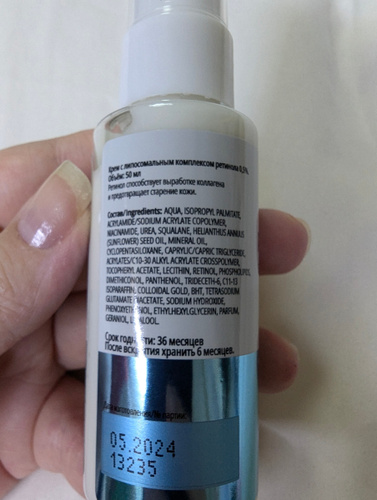 Крем с липосомальным комплексом ретинола 0,5%
Объём: 50 мл
Ретинол способствует выработке коллагена
и предотвращает старение кожи.
Состав/Ingredients: AQUA, ISOPROPYL PALMITATE,
ACRYLAMIDE/SODIUM ACRYLATE COPOLYMER,
NIACINAMIDE, UREA, SQUALANE, HELIANTHUS ANNUUS
(SUNFLOWER) SEED OIL, MINERAL OIL,
CYCLOPENTASILOXANE, CAPRYLIC/CAPRIC TRIGLYCERIDE,
ACRYLATES/C10-30 ALKYL ACRYLATE CROSSPOLYMER,
TOCOPHERYL ACETATE, LECITHIN, RETINOL,
DIMETHICONOL, PANTHENOL, TRIDECETH-6, C11-13
ISOPARAFFIN, COLLOIDAL GOLD, BHT, TETRASODIUM
GLUTAMATE DIACETATE, SODIUM HYDROXIDE,
PHENOXYETHANOL, ETHYLHEXYLGLYCERIN, PARFUM,
GERANIOL, LINALOOL.
Срок годности: 36 месяцев
После вскрытия хранить 6 месяцев.
05.2024
13235